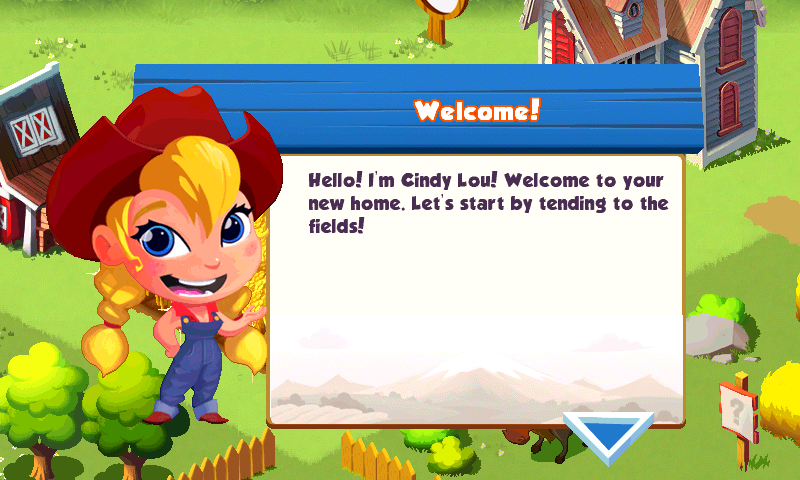 Welcome!
Hello! I'm Cindy Lou! Welcome to your
new home. Let's start by tending to the
fields!
?